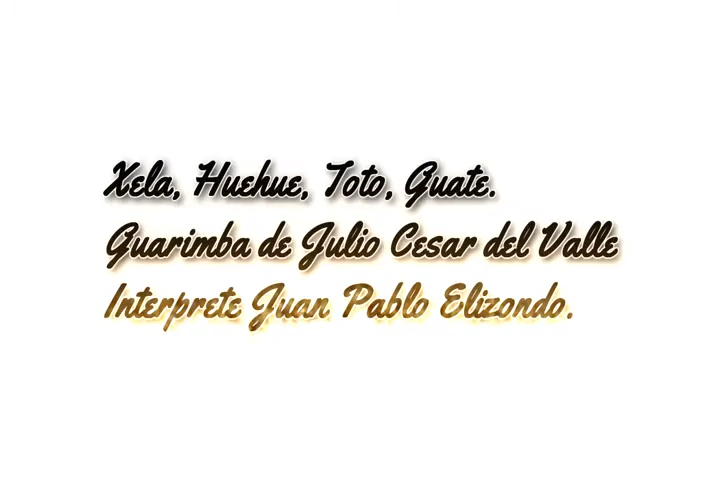 Xela, Huehue, Toto, Guate.
Guarimba de Julio Cesar del Valle
Interprete Juan Pablo Elizondo.